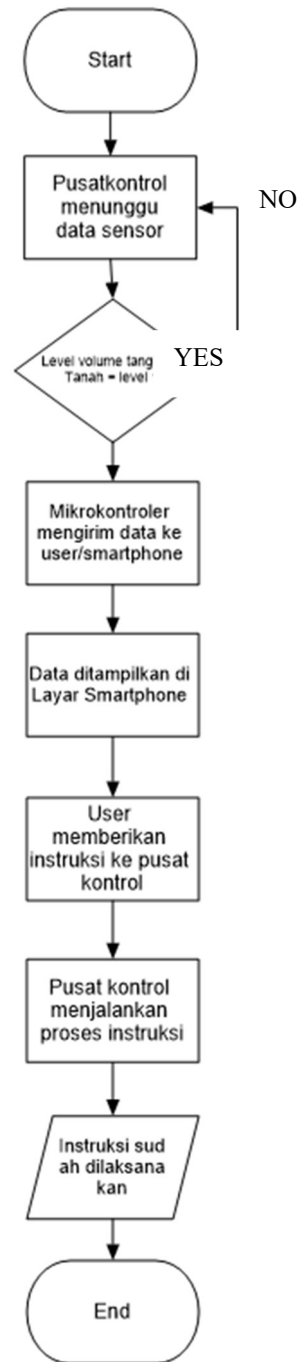 Start
Pusatkontrol
menunggu
data sensor
NO
Level volume tang
Tanah = level
YES
Mikrokontroler
mengirim data ke
user/smartphone
Data ditampilkan di
Layar Smartphone
User
memberikan
instruksi ke pusat
kontrol
Pusat kontrol
menjalankan
proses instruksi
Instruksi sud
ah dilaksana
kan
End